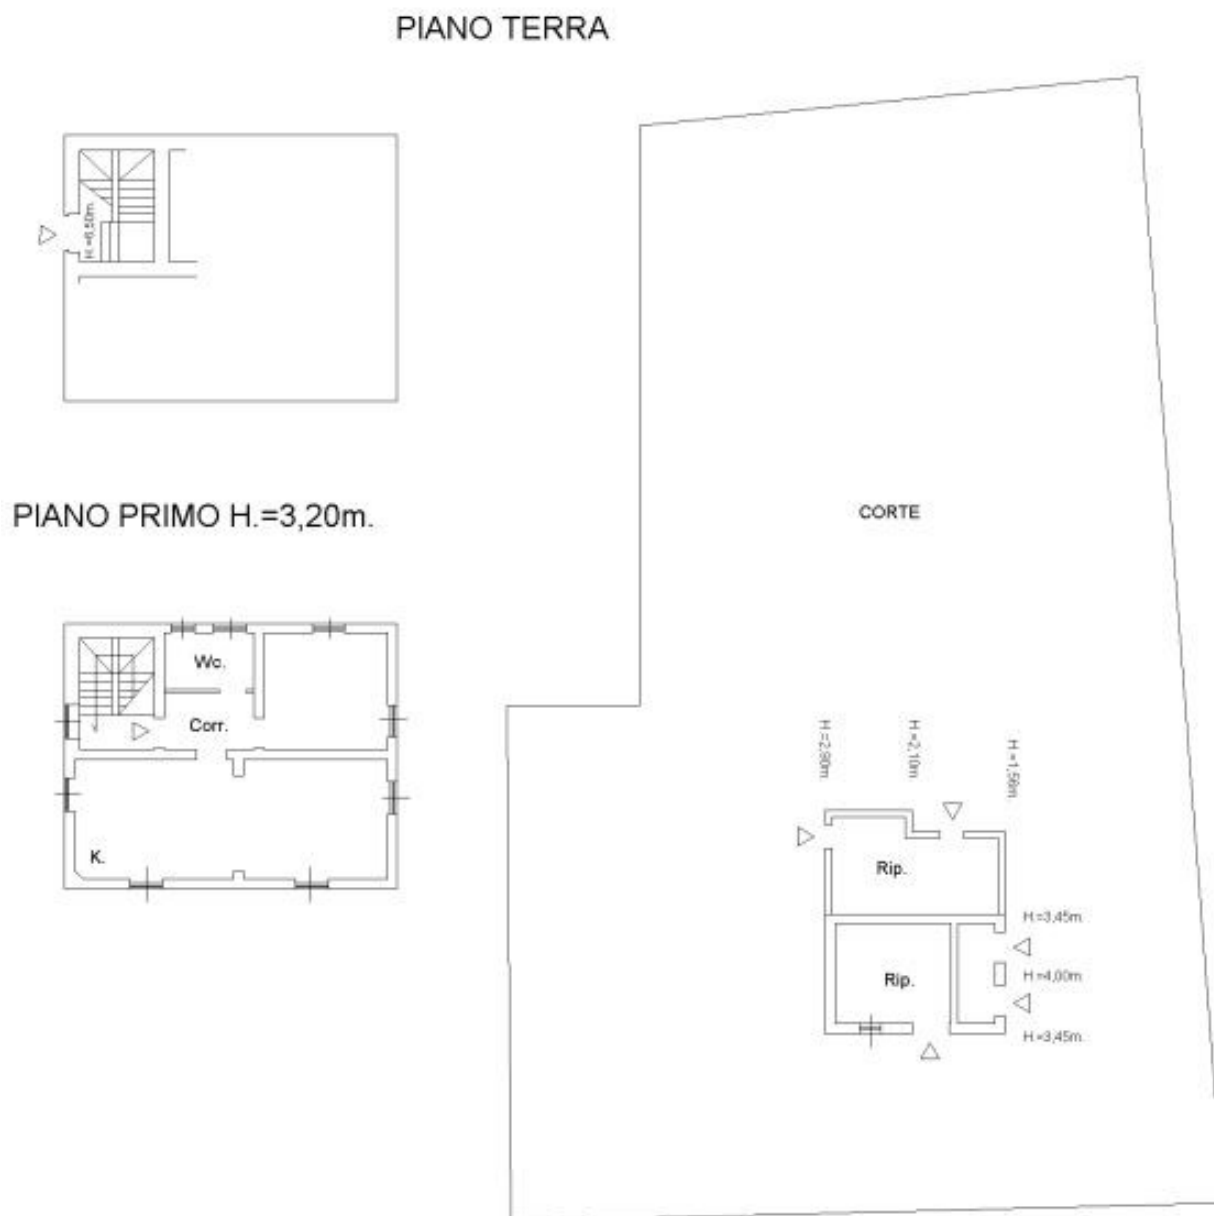 PIANO TERRA
H.=6,50m.
PIANO PRIMO H.=3,20m.
CORTE
Wc.
Corr.
K.
H.=2,90m.
H.=2,10m.
H.=1,56m.
Rip.
H.=3,45m.
Rip.
H.=4,00m.
H.=3,45m.